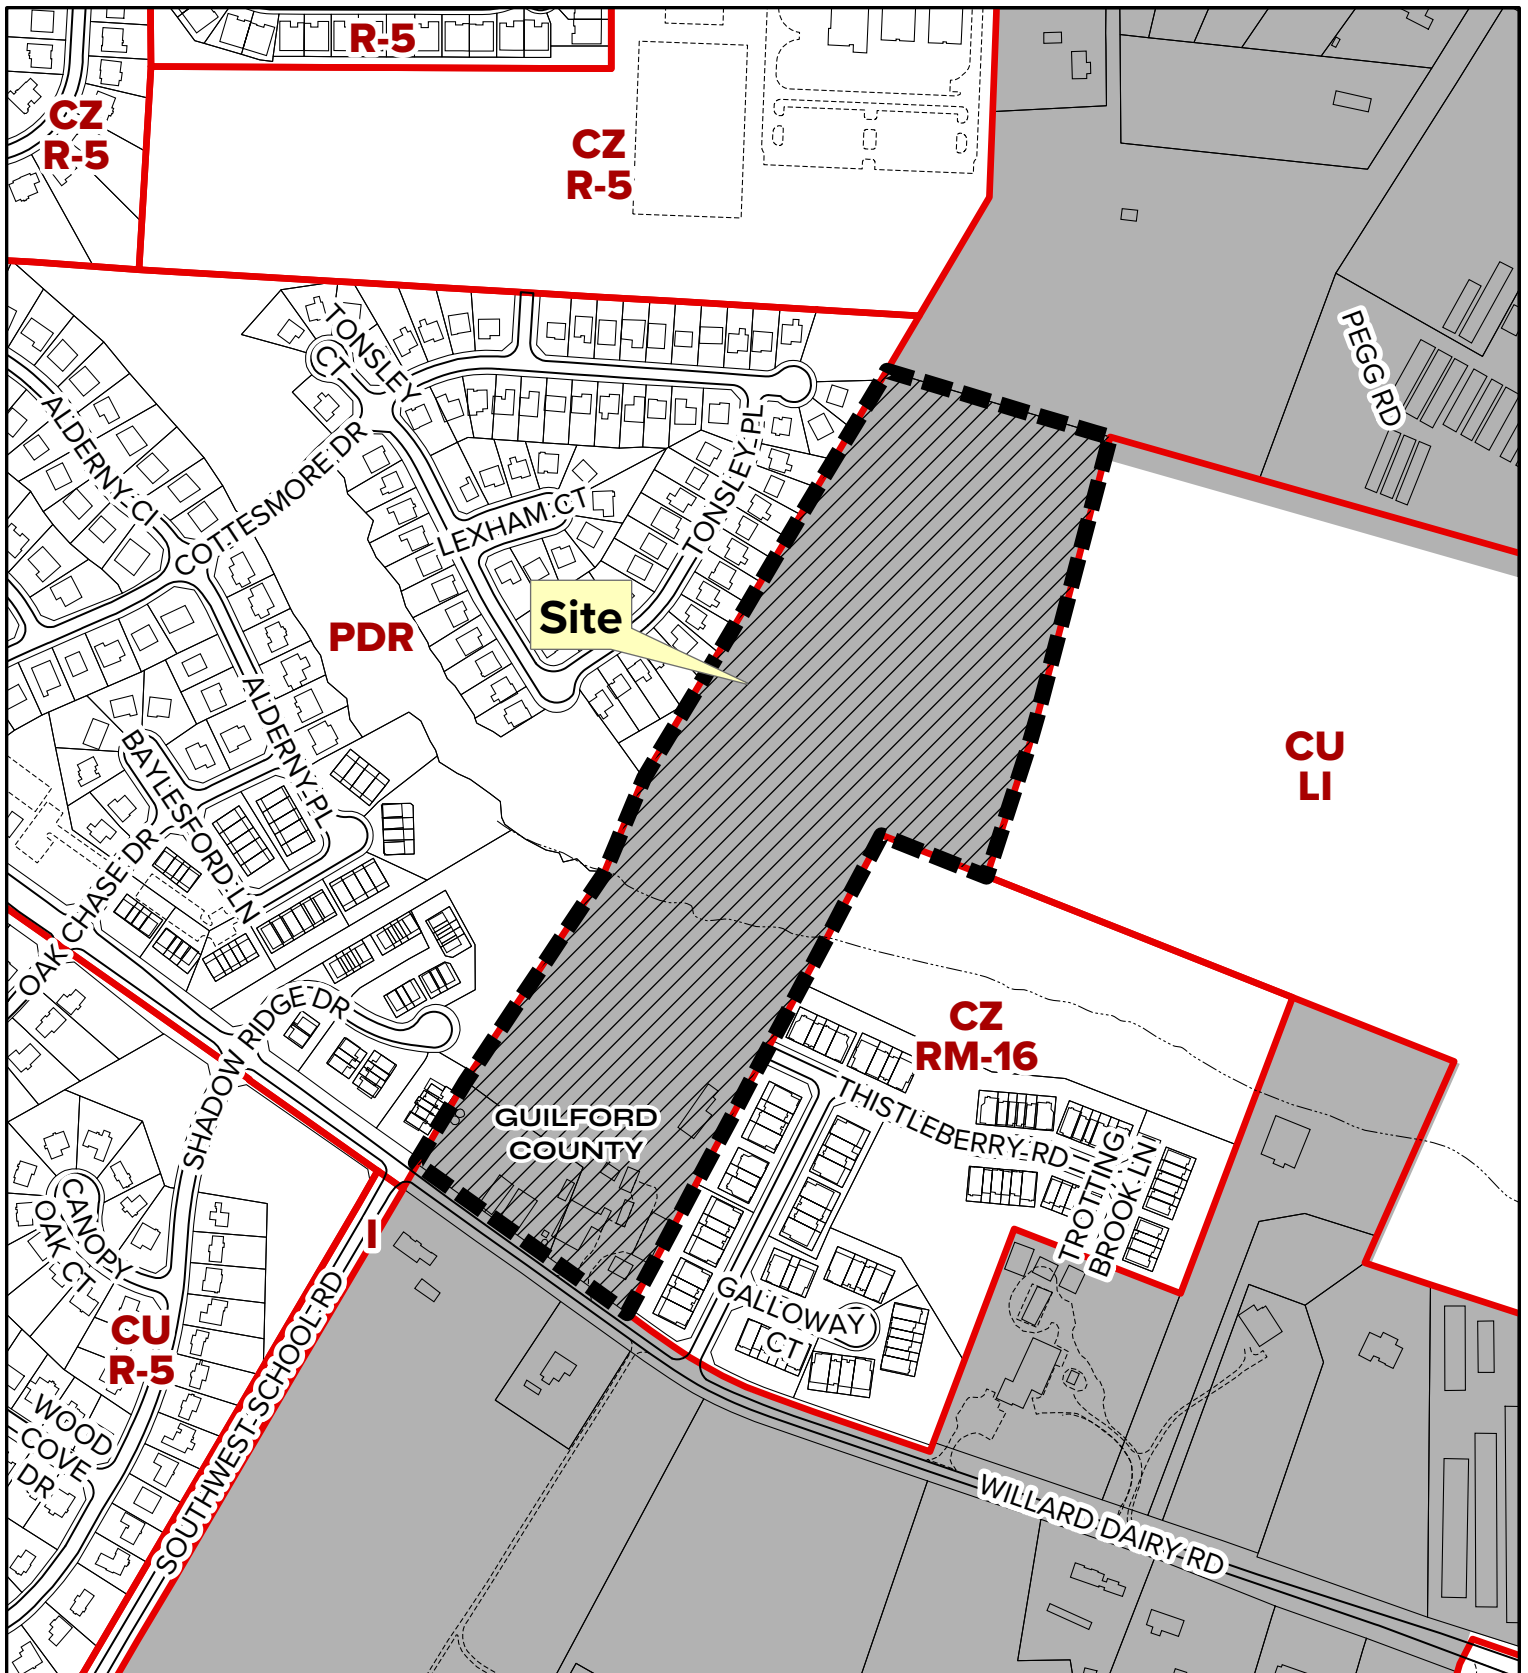 R-5
CZ
R-5
CZ
R-5
TONSLEY
CT
PEGG RD
ALDERNY CI
COTTESMORE DR
TONSLEY PL
LEXHAM CT
Site
PDR
ALDERNY PL
BAYLESFORD LN
CU
LI
OAK CHASE DR
SHADOW RIDGE DR
CZ
RM-16
GUILFORD
COUNTY
THISTLEBERRY RD
TROTTING
BROOK LN
CANOPY
OAK CT
I
GALLOWAY
CT
CU
R-5
SOUTHWEST SCHOOL RD
WOOD
COVE
DR
WILLARD DAIRY RD